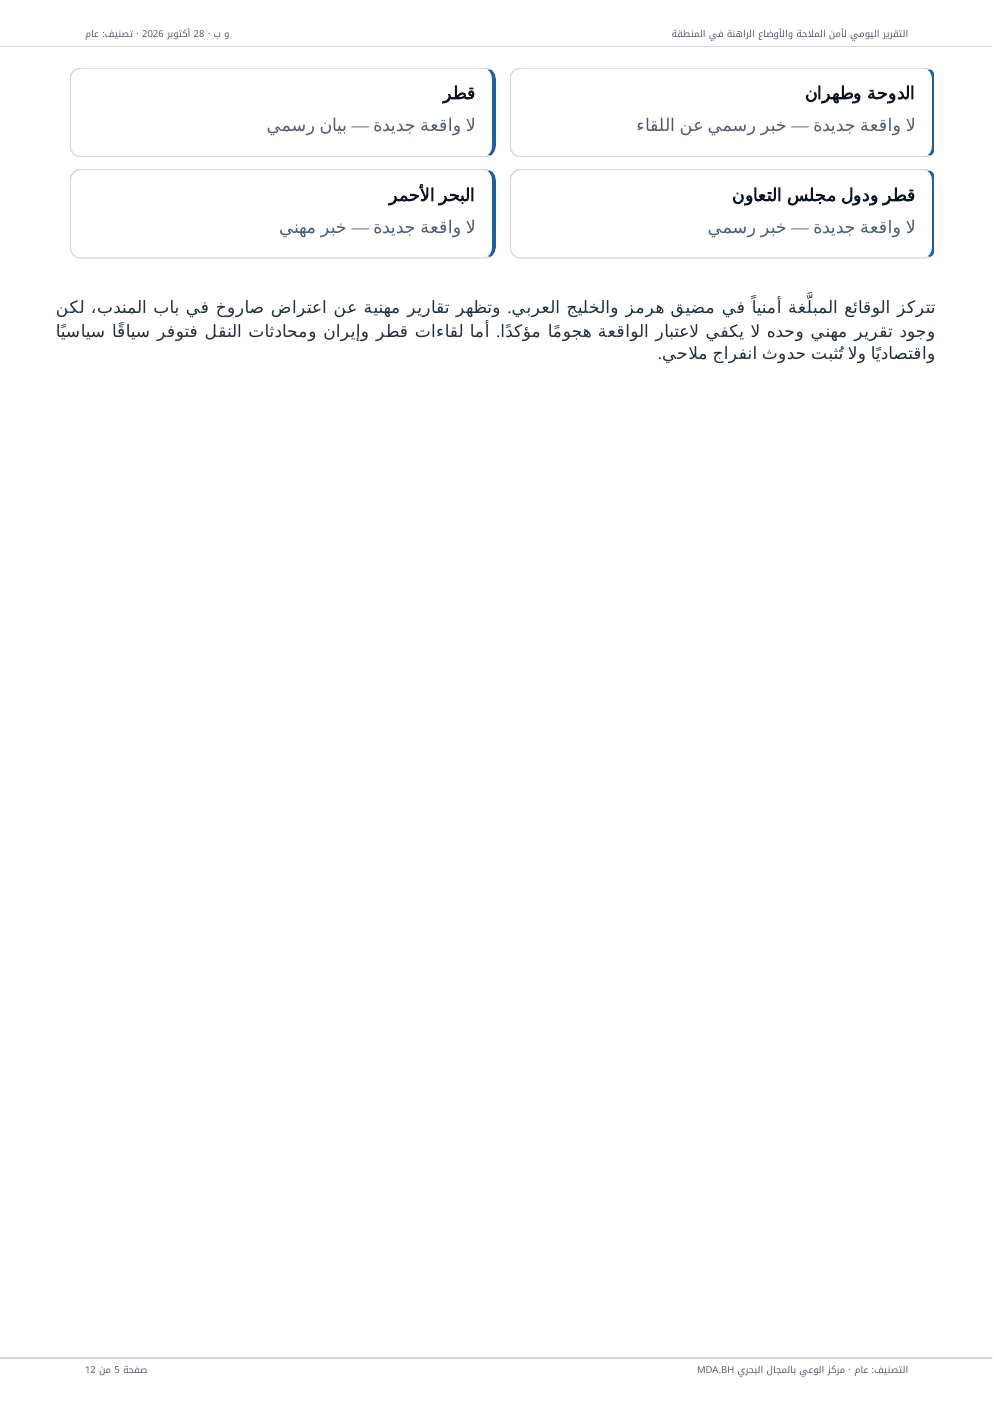 التقرير اليومي لأمن الملاحة والأوضاع الراهنة في المنطقة
و ب · 28 أكتوبر 2026 · تصنيف: عام
الدوحة وطهران
لا واقعة جديدة — خبر رسمي عن اللقاء
قطر
لا واقعة جديدة — بيان رسمي
قطر ودول مجلس التعاون
لا واقعة جديدة — خبر رسمي
البحر الأحمر
لا واقعة جديدة — خبر مهني
تتركز الوقائع المبلَّغة أمنياً في مضيق هرمز والخليج العربي. وتظهر تقارير مهنية عن اعتراض صاروخ في باب المندب، لكن
وجود تقرير مهني وحده لا يكفي لاعتبار الواقعة هجومًا مؤكدًا. أما لقاءات قطر وإيران ومحادثات النقل فتوفر سياقًا سياسيًا
واقتصاديًا ولا تُثبت حدوث انفراج ملاحي.
التصنيف: عام · مركز الوعي بالمجال البحري MDA.BH
صفحة 5 من 12